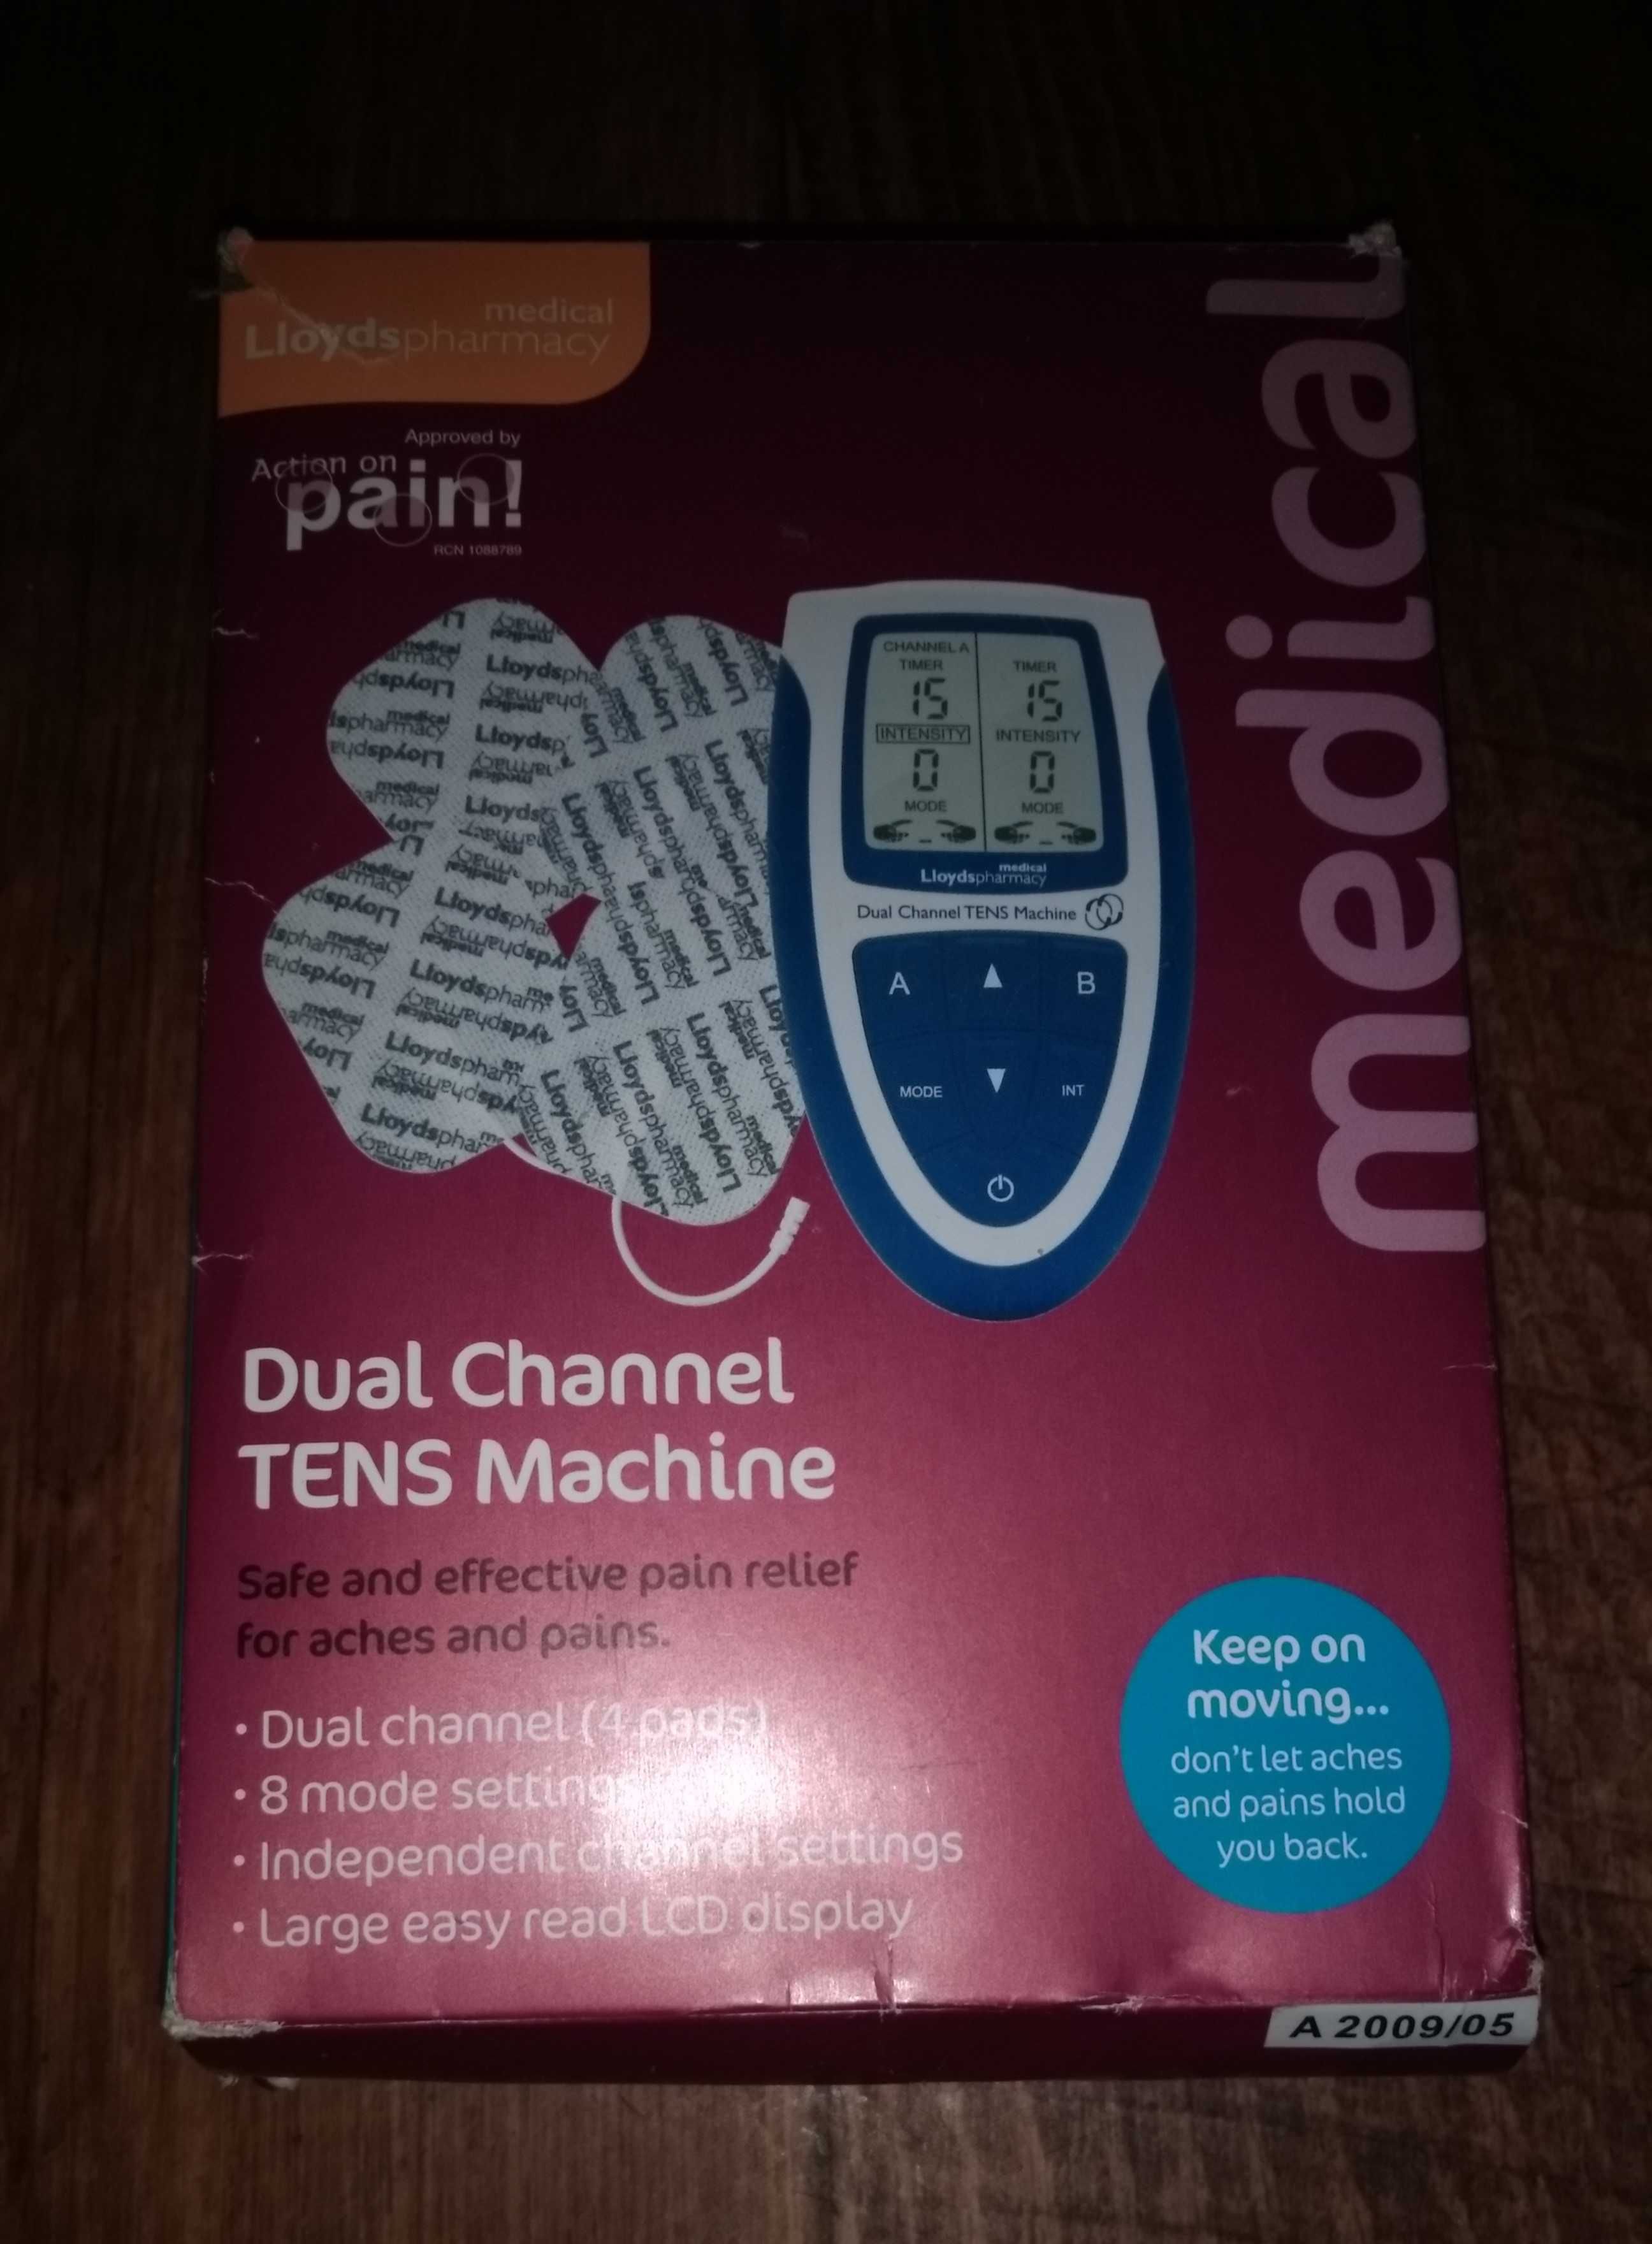 medical
Lloydspharmacy
Approved by
Action on
pain!
RCN 1088789
medical
CHANNEL A
TIMER TIMER
15 15
INTENSITY INTENSITY
0 0
MODE MODE
medical
Lloydspharmacy
Dual Channel TENS Machine
A B
MODE INT
Dual Channel
TENS Machine
Safe and effective pain relief
for aches and pains.
• Dual channel (4 pads)
• 8 mode settings
• Independent channel settings
• Large easy read LCD display
Keep on
moving...
don't let aches
and pains hold
you back.
A 2009/05